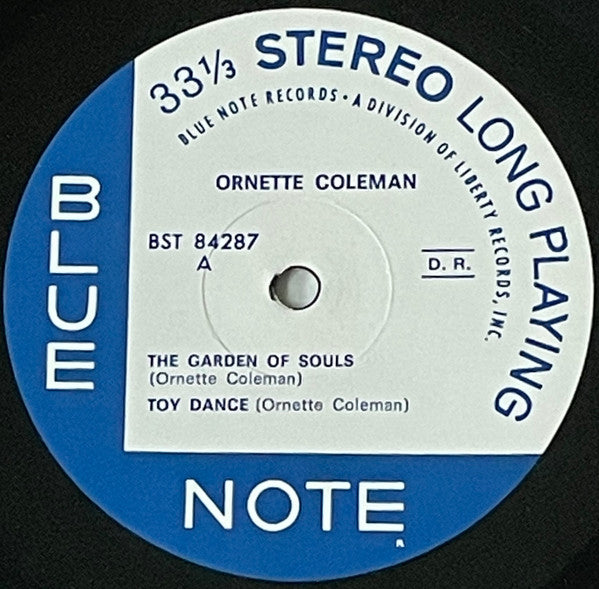 33⅓ STEREO LONG PLAYING
BLUE NOTE RECORDS • A DIVISION OF LIBERTY RECORDS, INC.
ORNETTE COLEMAN
BST 84287
A
D. R.
THE GARDEN OF SOULS
(Ornette Coleman)
TOY DANCE (Ornette Coleman)
BLUE
NOTE
R